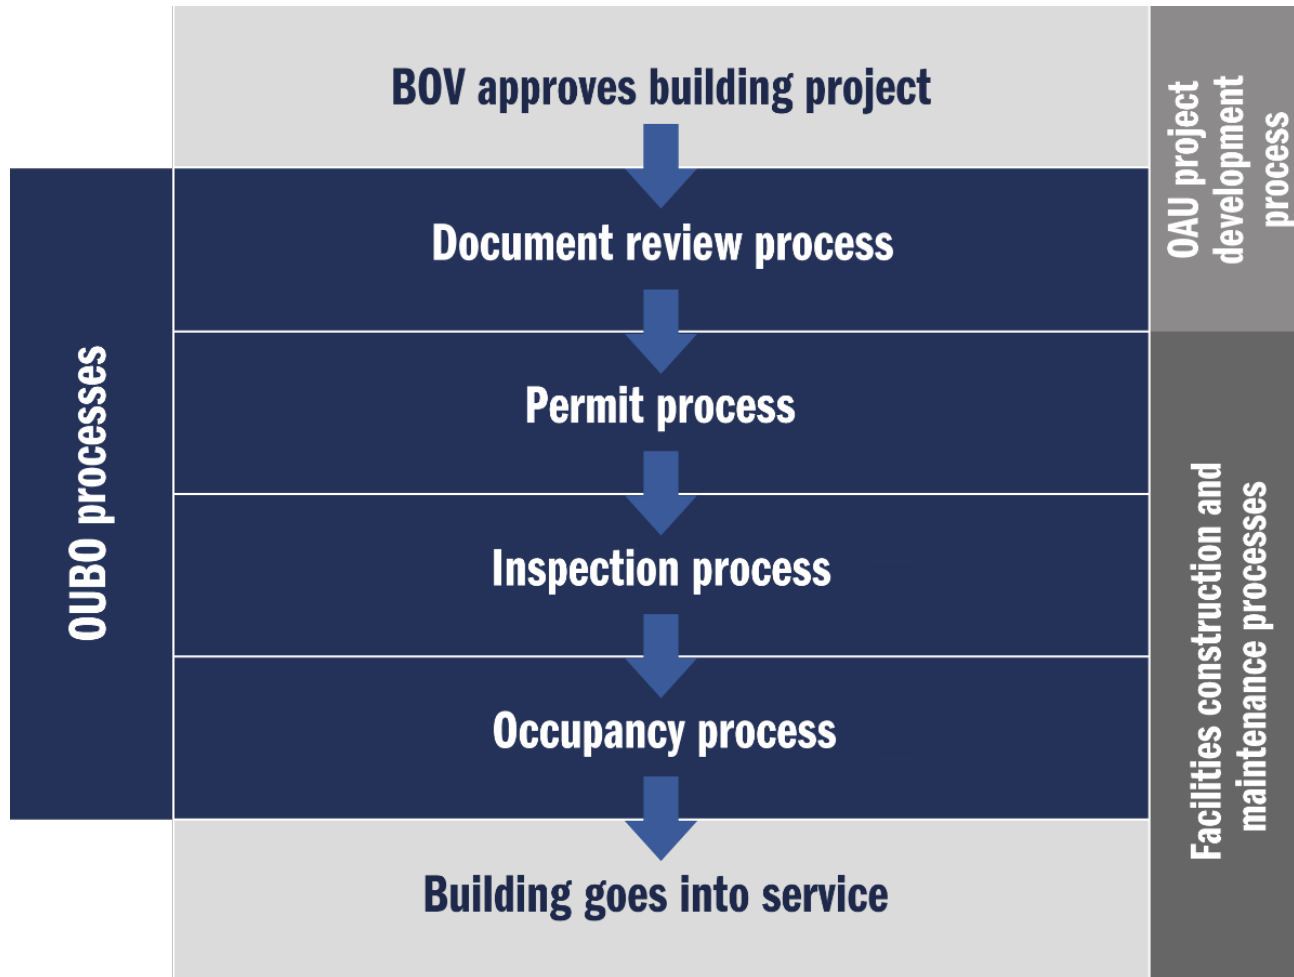 BOV approves building project
Document review process
Permit process
Inspection process
Occupancy process
Building goes into service
OUBO processes
OAU project
development
process
Facilities construction and
maintenance processes